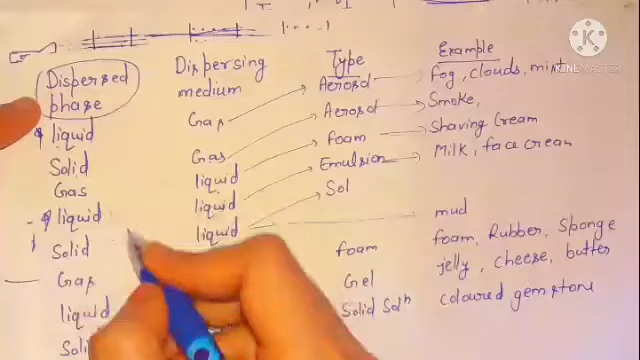 KINEMASTER
Dispersed Dispersing Type Example
phase medium Aerosol fog, clouds, mist
liquid Gas Aerosol Smoke,
Solid Gas foam Shaving Cream
Gas liquid Emulsion Milk, face cream
liquid liquid Sol mud
Solid liquid foam foam, Rubber, Sponge
Gas Gel jelly, cheese, butter
liquid Solid Solⁿ coloured gemstone